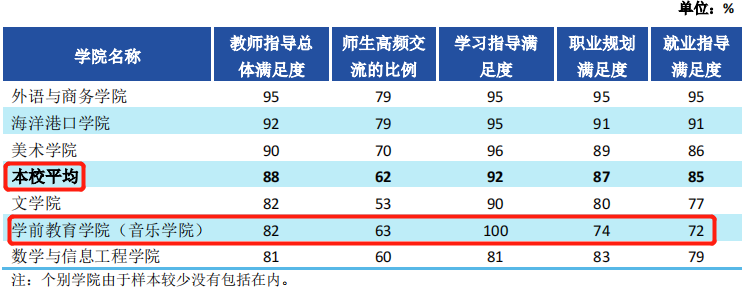 单位：%
学院名称 教师指导总体满足度 师生高频交流的比例 学习指导满足度 职业规划满足度 就业指导满足度
外语与商务学院 95 79 95 95 95
海洋港口学院 92 79 95 91 91
美术学院 90 70 96 89 86
本校平均 88 62 92 87 85
文学院 82 53 90 80 77
学前教育学院（音乐学院） 82 63 100 74 72
数学与信息工程学院 81 60 81 83 79
注：个别学院由于样本较少没有包括在内。